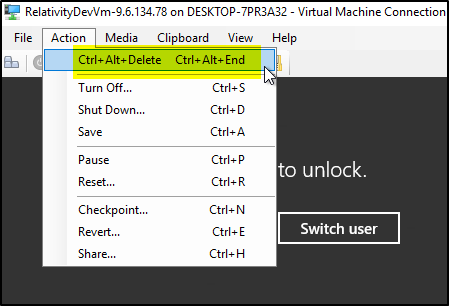 RelativityDevVm-9.6.134.78 on DESKTOP-7PR3A32 - Virtual Machine Connection
File Action Media Clipboard View Help
Ctrl+Alt+Delete Ctrl+Alt+End
Turn Off... Ctrl+S
Shut Down... Ctrl+D
Save Ctrl+A
Pause Ctrl+P
Reset... Ctrl+R
to unlock.
Checkpoint... Ctrl+N
Revert... Ctrl+E
Switch user
Share... Ctrl+H